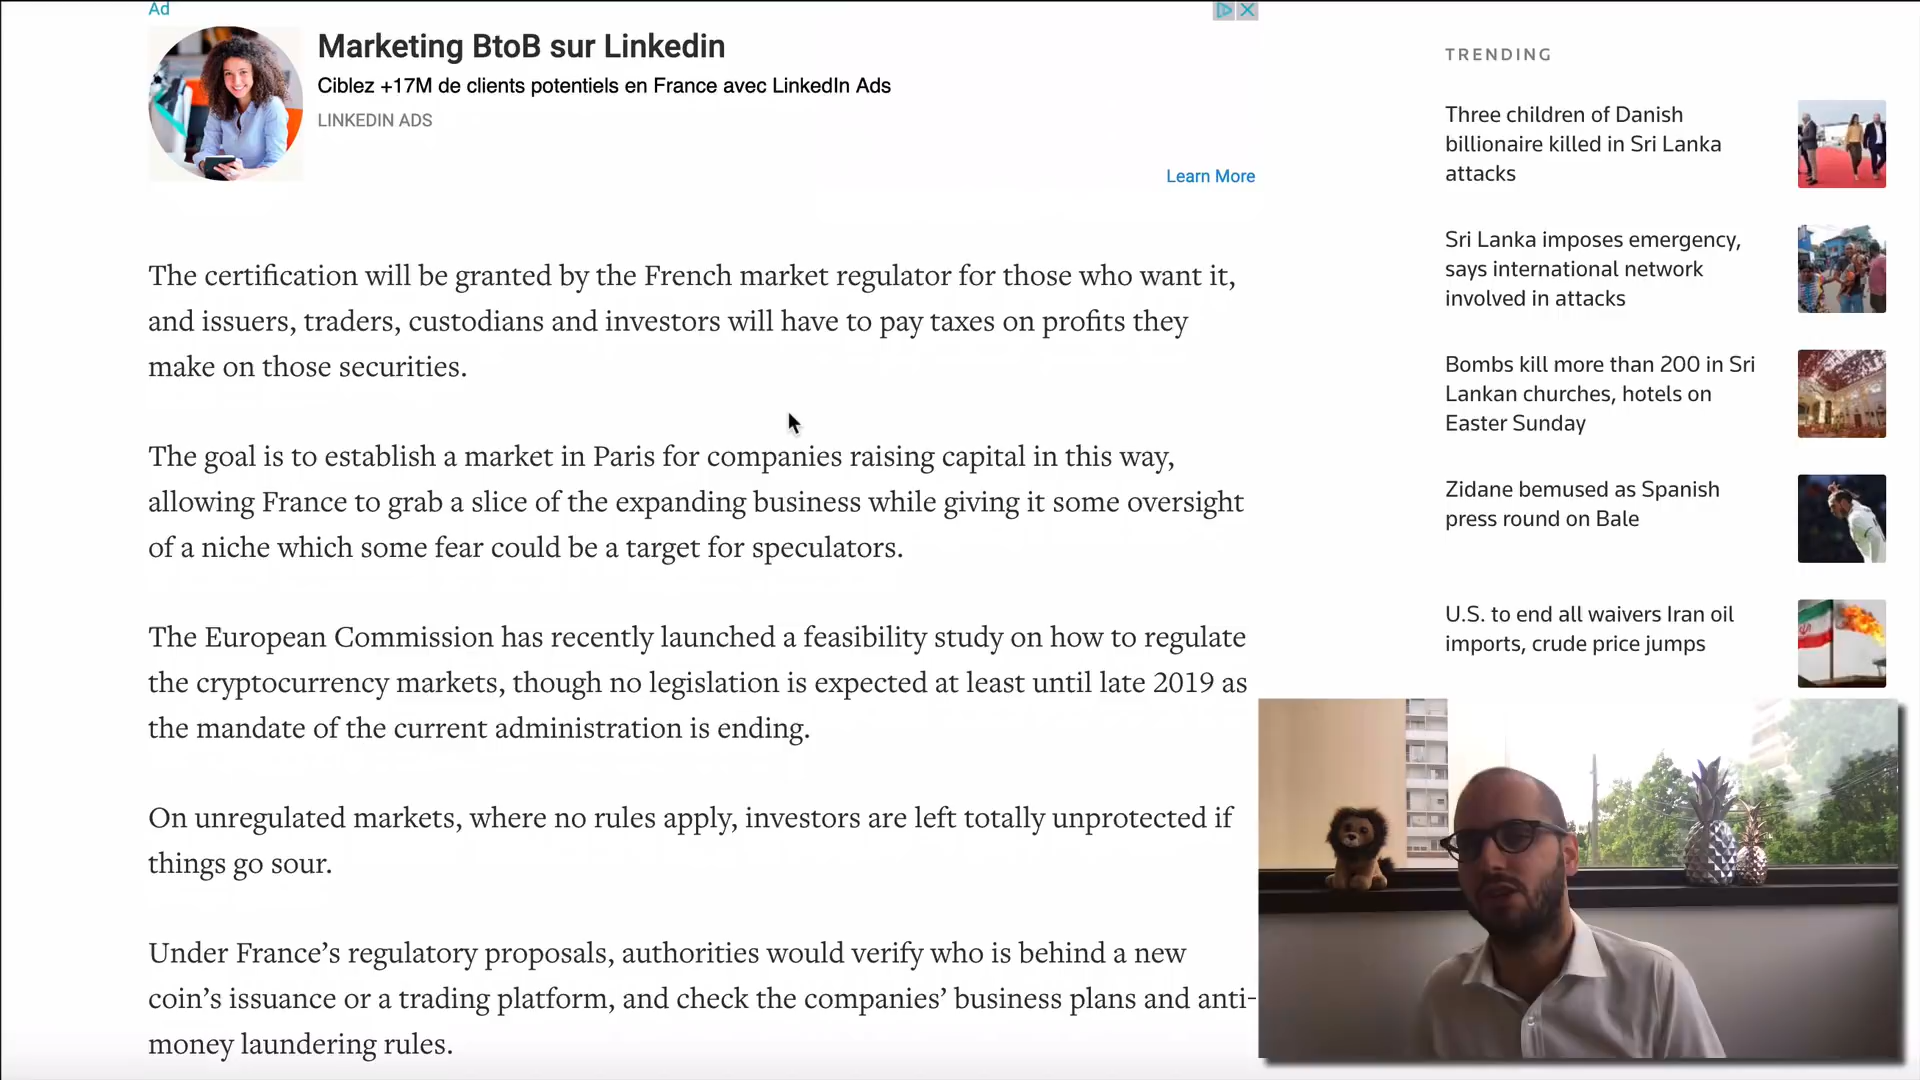 Ad
Marketing BtoB sur Linkedin
Ciblez +17M de clients potentiels en France avec LinkedIn Ads
LINKEDIN ADS
Learn More
The certification will be granted by the French market regulator for those who want it,
and issuers, traders, custodians and investors will have to pay taxes on profits they
make on those securities.
The goal is to establish a market in Paris for companies raising capital in this way,
allowing France to grab a slice of the expanding business while giving it some oversight
of a niche which some fear could be a target for speculators.
The European Commission has recently launched a feasibility study on how to regulate
the cryptocurrency markets, though no legislation is expected at least until late 2019 as
the mandate of the current administration is ending.
On unregulated markets, where no rules apply, investors are left totally unprotected if
things go sour.
Under France’s regulatory proposals, authorities would verify who is behind a new
coin’s issuance or a trading platform, and check the companies’ business plans and anti-
money laundering rules.
TRENDING
Three children of Danish
billionaire killed in Sri Lanka
attacks
Sri Lanka imposes emergency,
says international network
involved in attacks
Bombs kill more than 200 in Sri
Lankan churches, hotels on
Easter Sunday
Zidane bemused as Spanish
press round on Bale
U.S. to end all waivers Iran oil
imports, crude price jumps